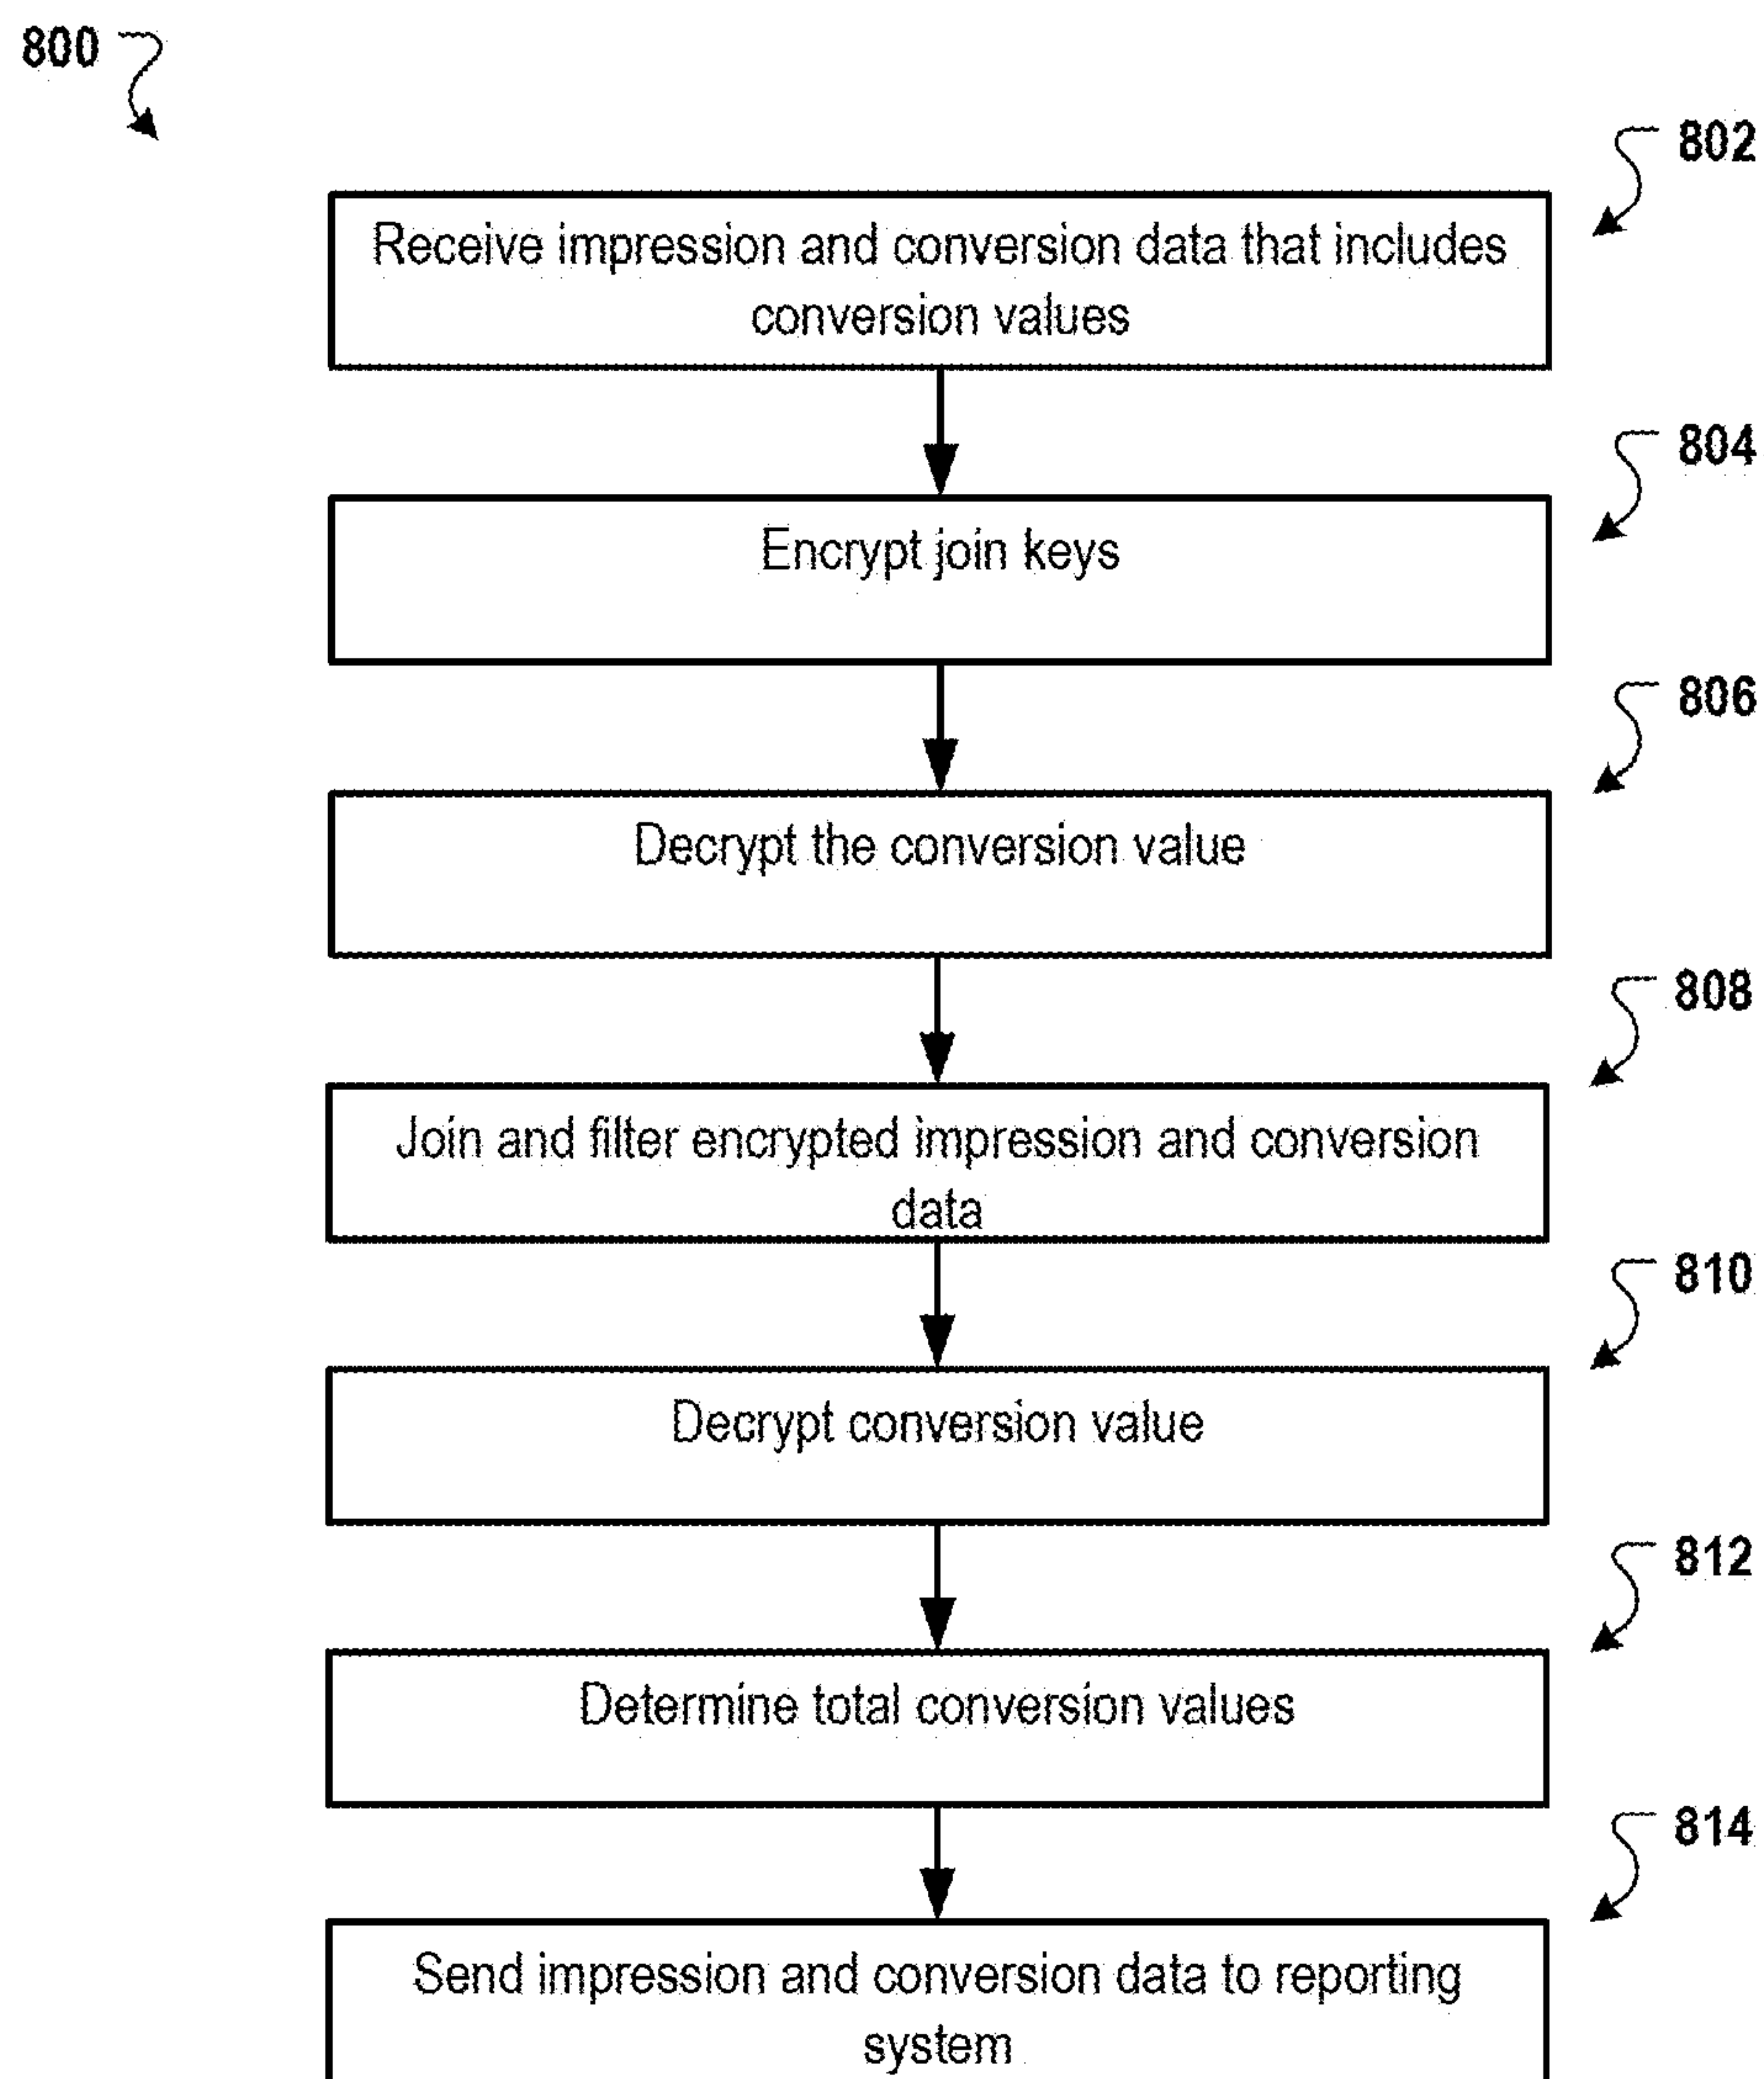 800
802
Receive impression and conversion data that includes
conversion values
804
Encrypt join keys
806
Decrypt the conversion value
808
Join and filter encrypted impression and conversion
data
810
Decrypt conversion value
812
Determine total conversion values
814
Send impression and conversion data to reporting
system